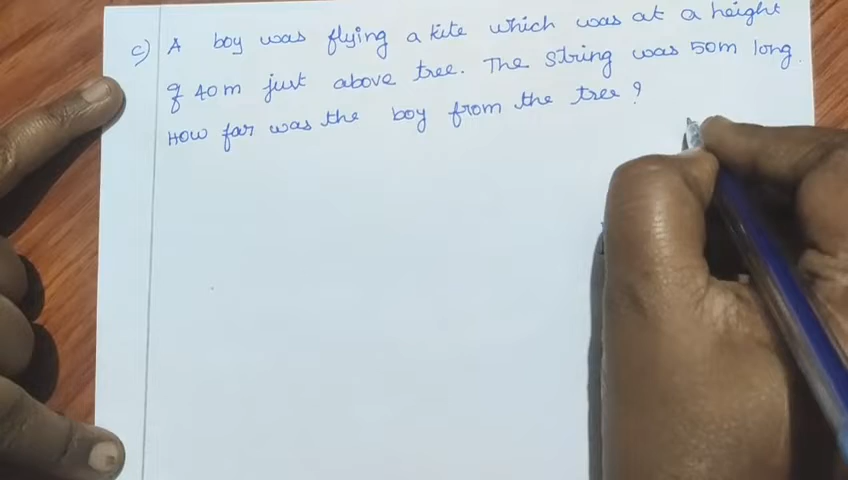 c) A boy was flying a kite which was at a height
of 40m just above tree. The string was 50m long.
How far was the boy from the tree?